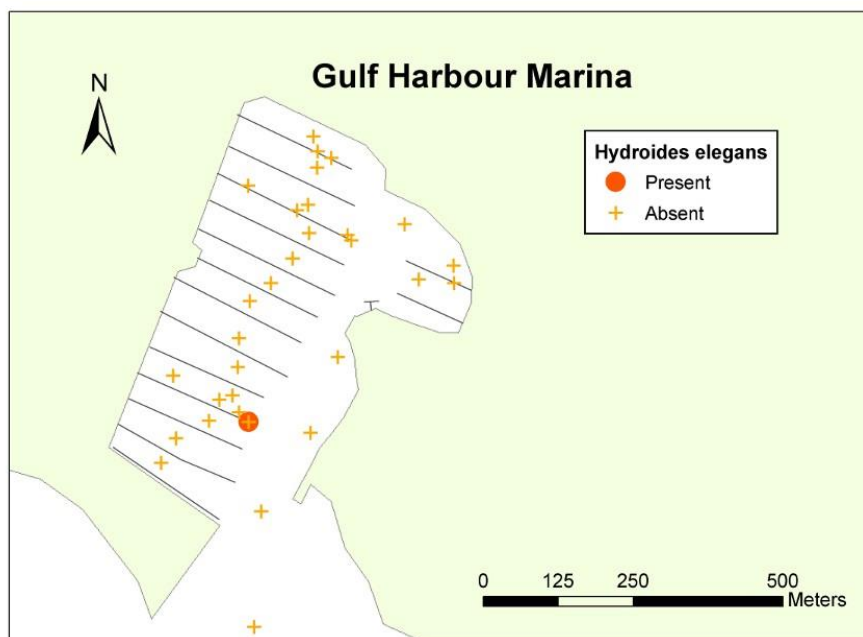 Gulf Harbour Marina
N
Hydroides elegans
Present
Absent
0 125 250 500
Meters